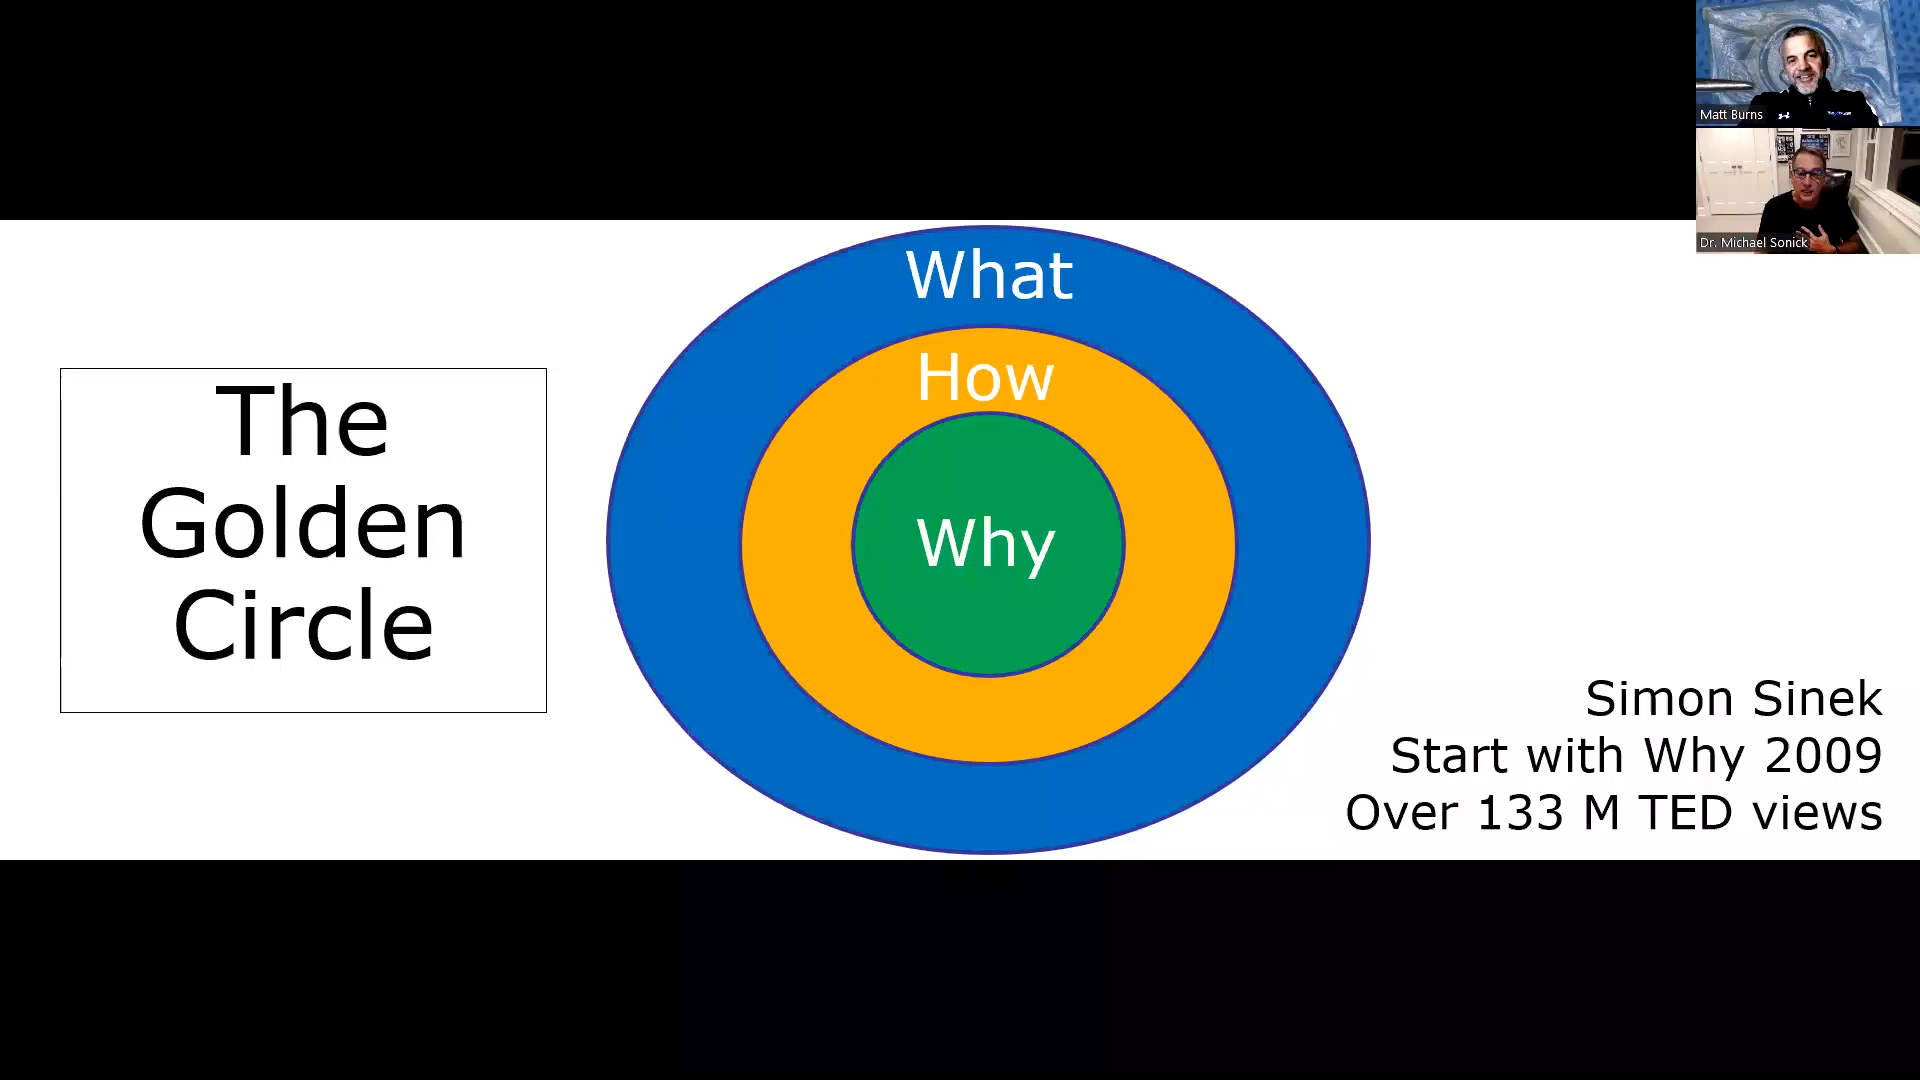 Matt Burns
Dr. Michael Sonick
The
Golden
Circle
What
How
Why
Simon Sinek
Start with Why 2009
Over 133 M TED views